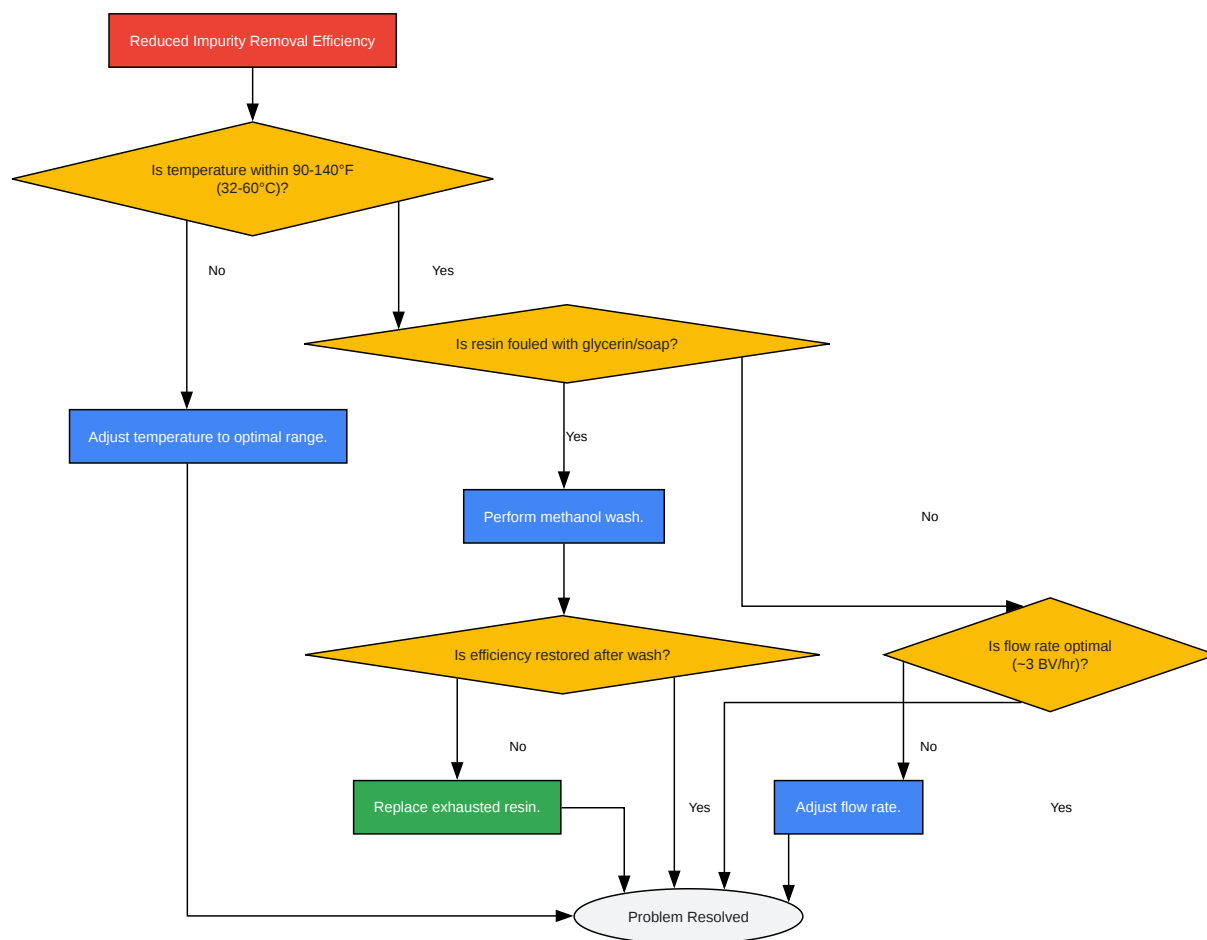 Reduced Impurity Removal Efficiency
Is temperature within 90-140°F
(32-60°C)?
No
Yes
Is resin fouled with glycerin/soap?
Adjust temperature to optimal range.
Yes
Perform methanol wash.
No
Is efficiency restored after wash?
Is flow rate optimal
(~3 BV/hr)?
No
No
Replace exhausted resin.
Yes
Adjust flow rate.
Yes
Problem Resolved